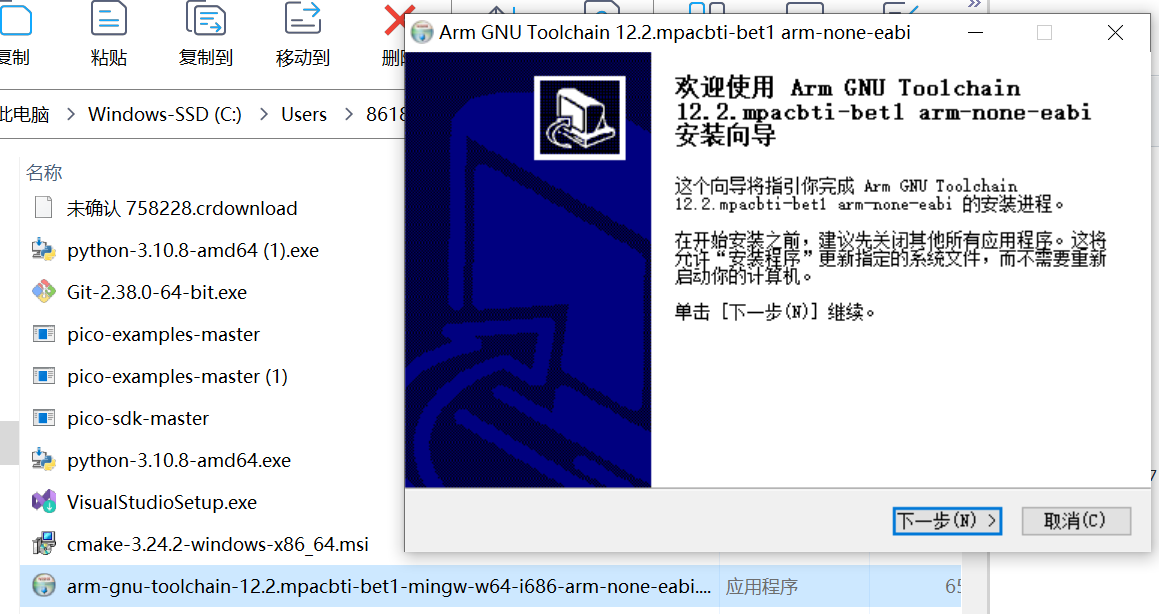 复制
粘贴
复制到
移动到
删除
Arm GNU Toolchain 12.2.mpacbti-bet1 arm-none-eabi
此电脑 > Windows-SSD (C:) > Users > 8618
名称
未确认 758228.crdownload
python-3.10.8-amd64 (1).exe
Git-2.38.0-64-bit.exe
pico-examples-master
pico-examples-master (1)
pico-sdk-master
python-3.10.8-amd64.exe
VisualStudioSetup.exe
cmake-3.24.2-windows-x86_64.msi
arm-gnu-toolchain-12.2.mpacbti-bet1-mingw-w64-i686-arm-none-eabi.... 应用程序 65
欢迎使用 Arm GNU Toolchain
12.2.mpacbti-bet1 arm-none-eabi
安装向导
这个向导将指引你完成 Arm GNU Toolchain
12.2.mpacbti-bet1 arm-none-eabi 的安装进程。
在开始安装之前，建议先关闭其他所有应用程序。这将
允许“安装程序”更新指定的系统文件，而不需要重新
启动你的计算机。
单击 [下一步(N)] 继续。
下一步(N) >
取消(C)